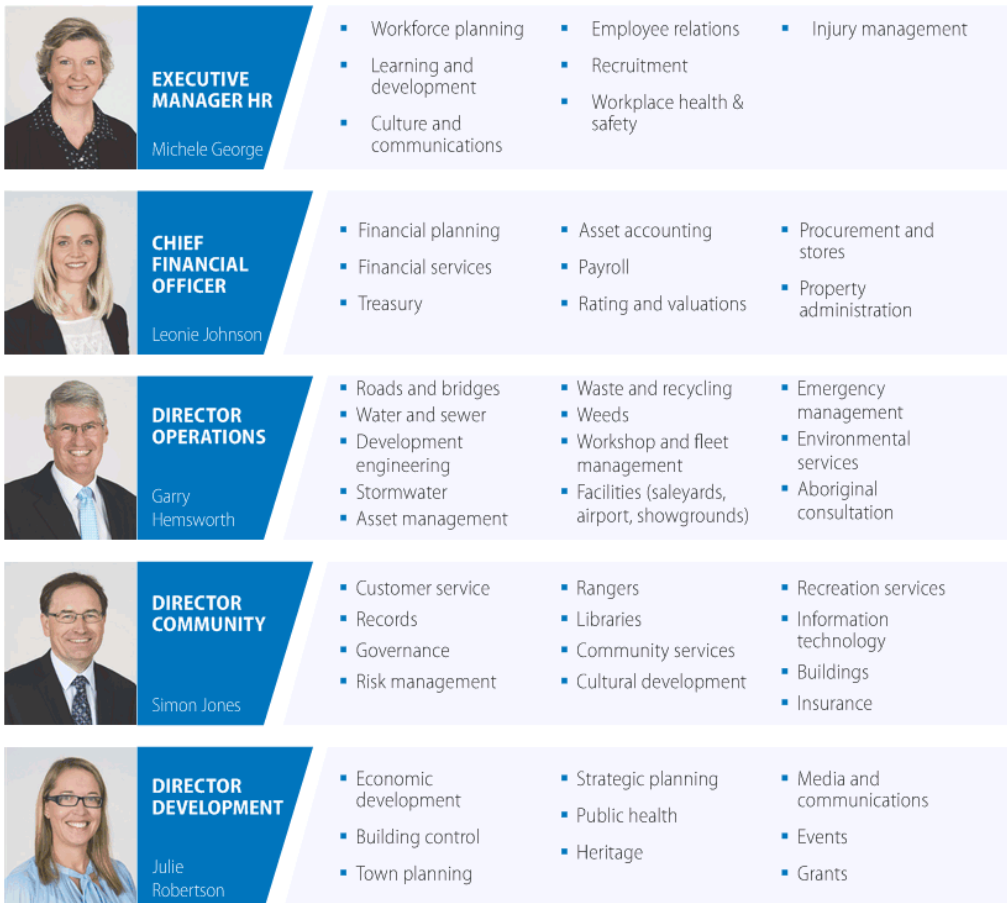 EXECUTIVE
MANAGER HR
Michele George
▪ Workforce planning
▪ Learning and
development
▪ Culture and
communications
▪ Employee relations
▪ Recruitment
▪ Workplace health &
safety
▪ Injury management
CHIEF
FINANCIAL
OFFICER
Leonie Johnson
▪ Financial planning
▪ Financial services
▪ Treasury
▪ Asset accounting
▪ Payroll
▪ Rating and valuations
▪ Procurement and
stores
▪ Property
administration
DIRECTOR
OPERATIONS
Garry
Hemsworth
▪ Roads and bridges
▪ Water and sewer
▪ Development
engineering
▪ Stormwater
▪ Asset management
▪ Waste and recycling
▪ Weeds
▪ Workshop and fleet
management
▪ Facilities (saleyards,
airport, showgrounds)
▪ Emergency
management
▪ Environmental
services
▪ Aboriginal
consultation
DIRECTOR
COMMUNITY
Simon Jones
▪ Customer service
▪ Records
▪ Governance
▪ Risk management
▪ Rangers
▪ Libraries
▪ Community services
▪ Cultural development
▪ Recreation services
▪ Information
technology
▪ Buildings
▪ Insurance
DIRECTOR
DEVELOPMENT
Julie
Robertson
▪ Economic
development
▪ Building control
▪ Town planning
▪ Strategic planning
▪ Public health
▪ Heritage
▪ Media and
communications
▪ Events
▪ Grants